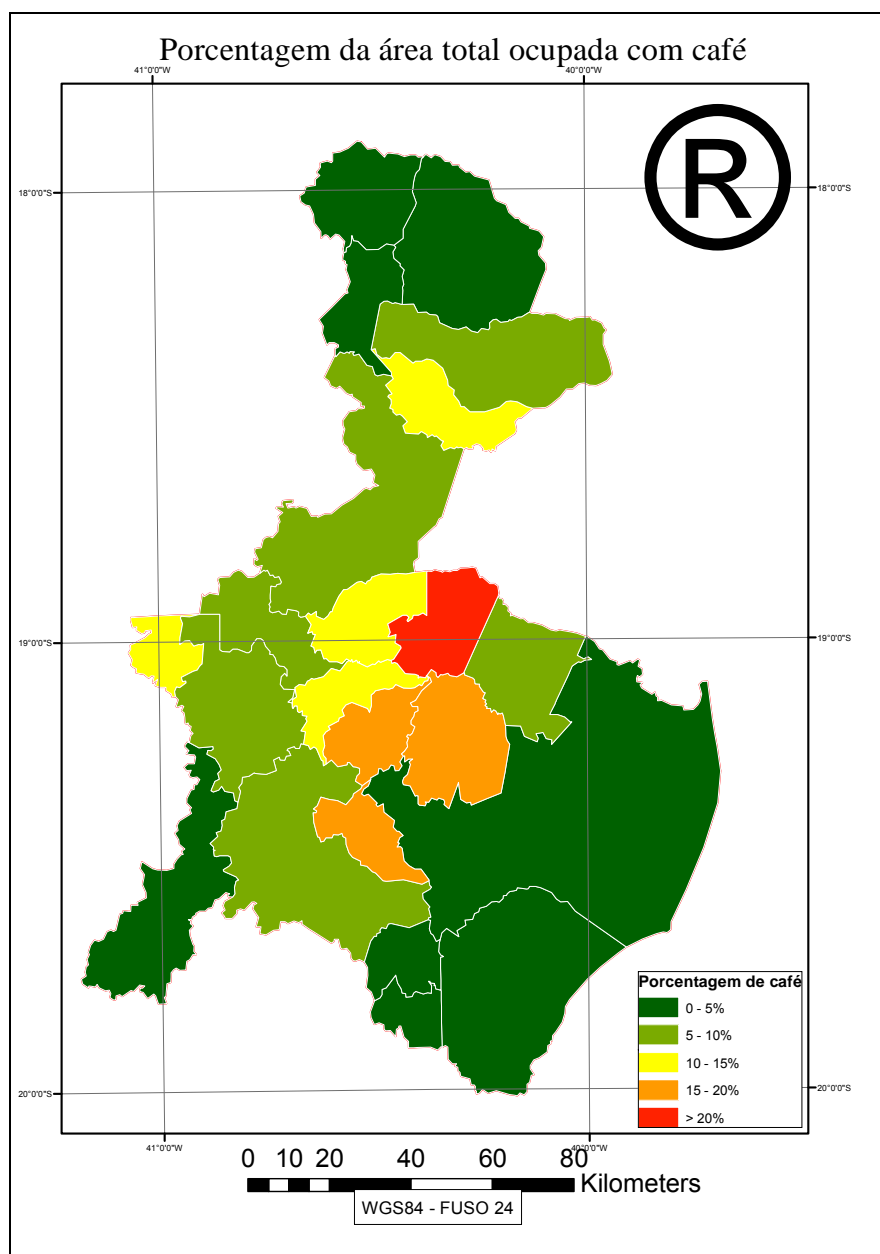 Porcentagem da área total ocupada com café
41°0'0"W
40°0'0"W
R
18°0'0"S
18°0'0"S
19°0'0"S
19°0'0"S
Porcentagem de café
0 - 5%
5 - 10%
10 - 15%
15 - 20%
> 20%
20°0'0"S
20°0'0"S
41°0'0"W
40°0'0"W
0 10 20 40 60 80
Kilometers
WGS84 - FUSO 24